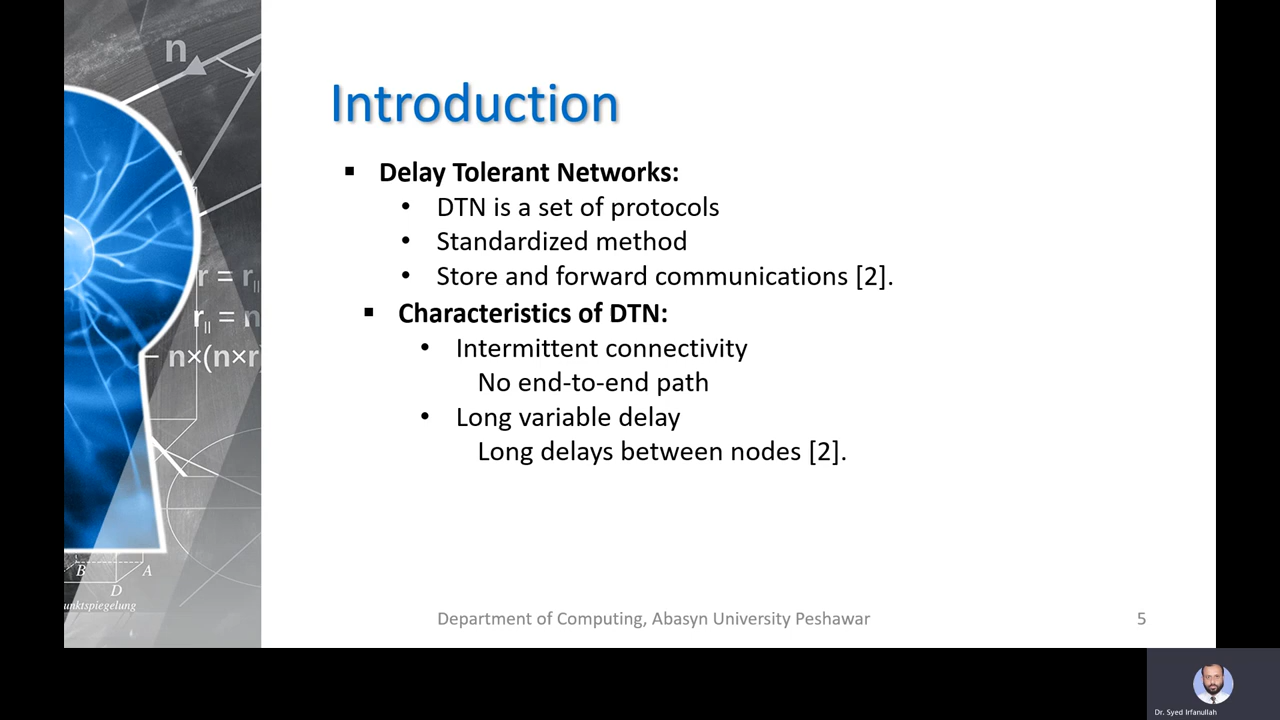 n
Introduction
▪ Delay Tolerant Networks:
• DTN is a set of protocols
• Standardized method
• Store and forward communications [2].
▪ Characteristics of DTN:
• Intermittent connectivity
No end-to-end path
• Long variable delay
Long delays between nodes [2].
r = r||
r|| = n
n×(n×r
B
A
D
unktspiegelung
Department of Computing, Abasyn University Peshawar
5
Dr. Syed Irfanullah